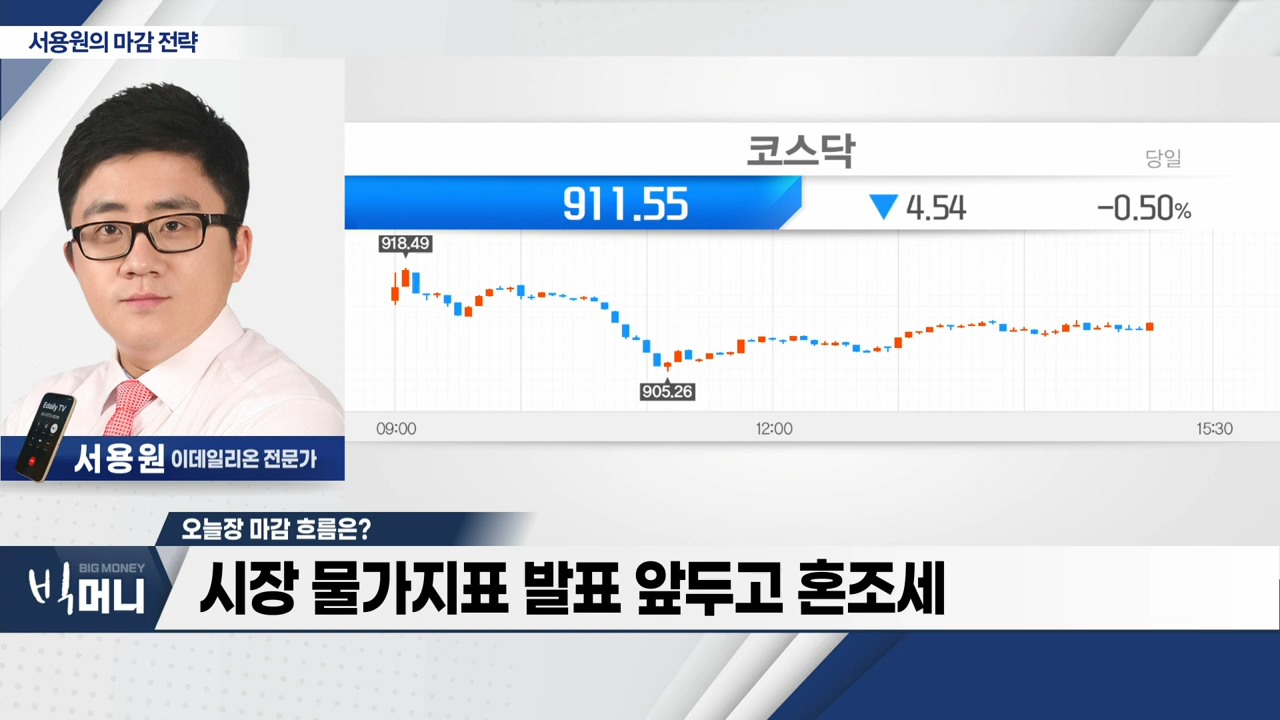 서용원의 마감 전략
코스닥
당일
911.55 ▼ 4.54 -0.50%
918.49
905.26
09:00 12:00 15:30
Edaily TV
서용원 이데일리온 전문가
오늘장 마감 흐름은?
BIG MONEY
빅머니
시장 물가지표 발표 앞두고 혼조세